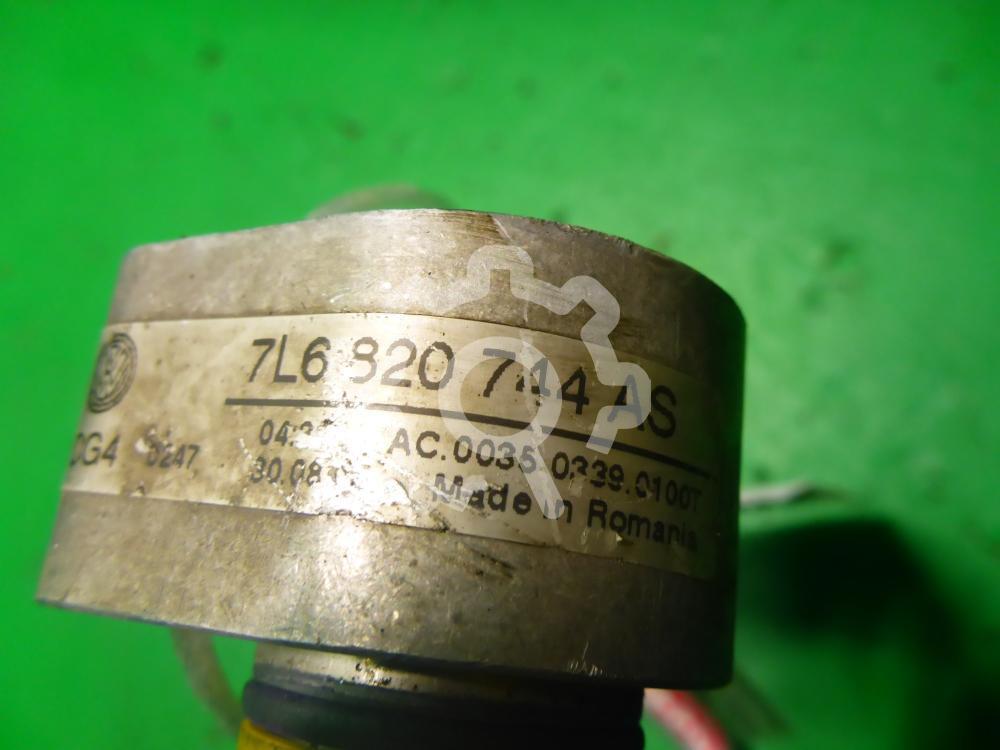 7L6 820 744 AS
AC.0035.0339.0100T
0247
Made in Romania